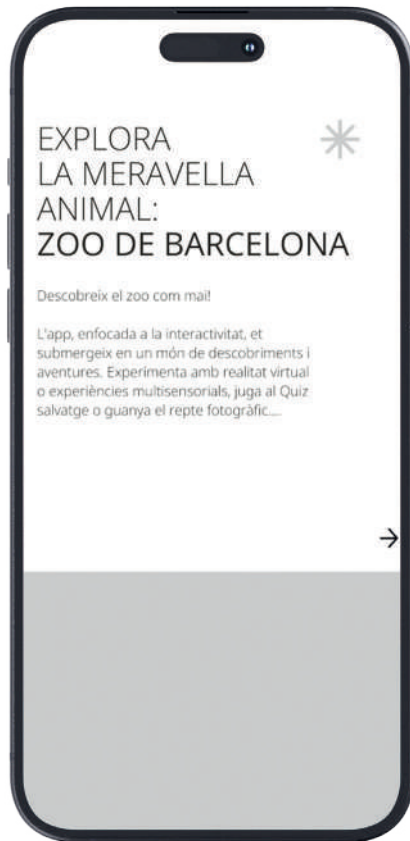 EXPLORA
LA MERAVELLA
ANIMAL:
ZOO DE BARCELONA
Descobreix el zoo com mai!
L'app, enfocada a la interactivitat, et
submergeix en un món de descobriments i
aventures. Experimenta amb realitat virtual
o experiències multisensorials, juga al Quiz
salvatge o guanya el repte fotogràfic....